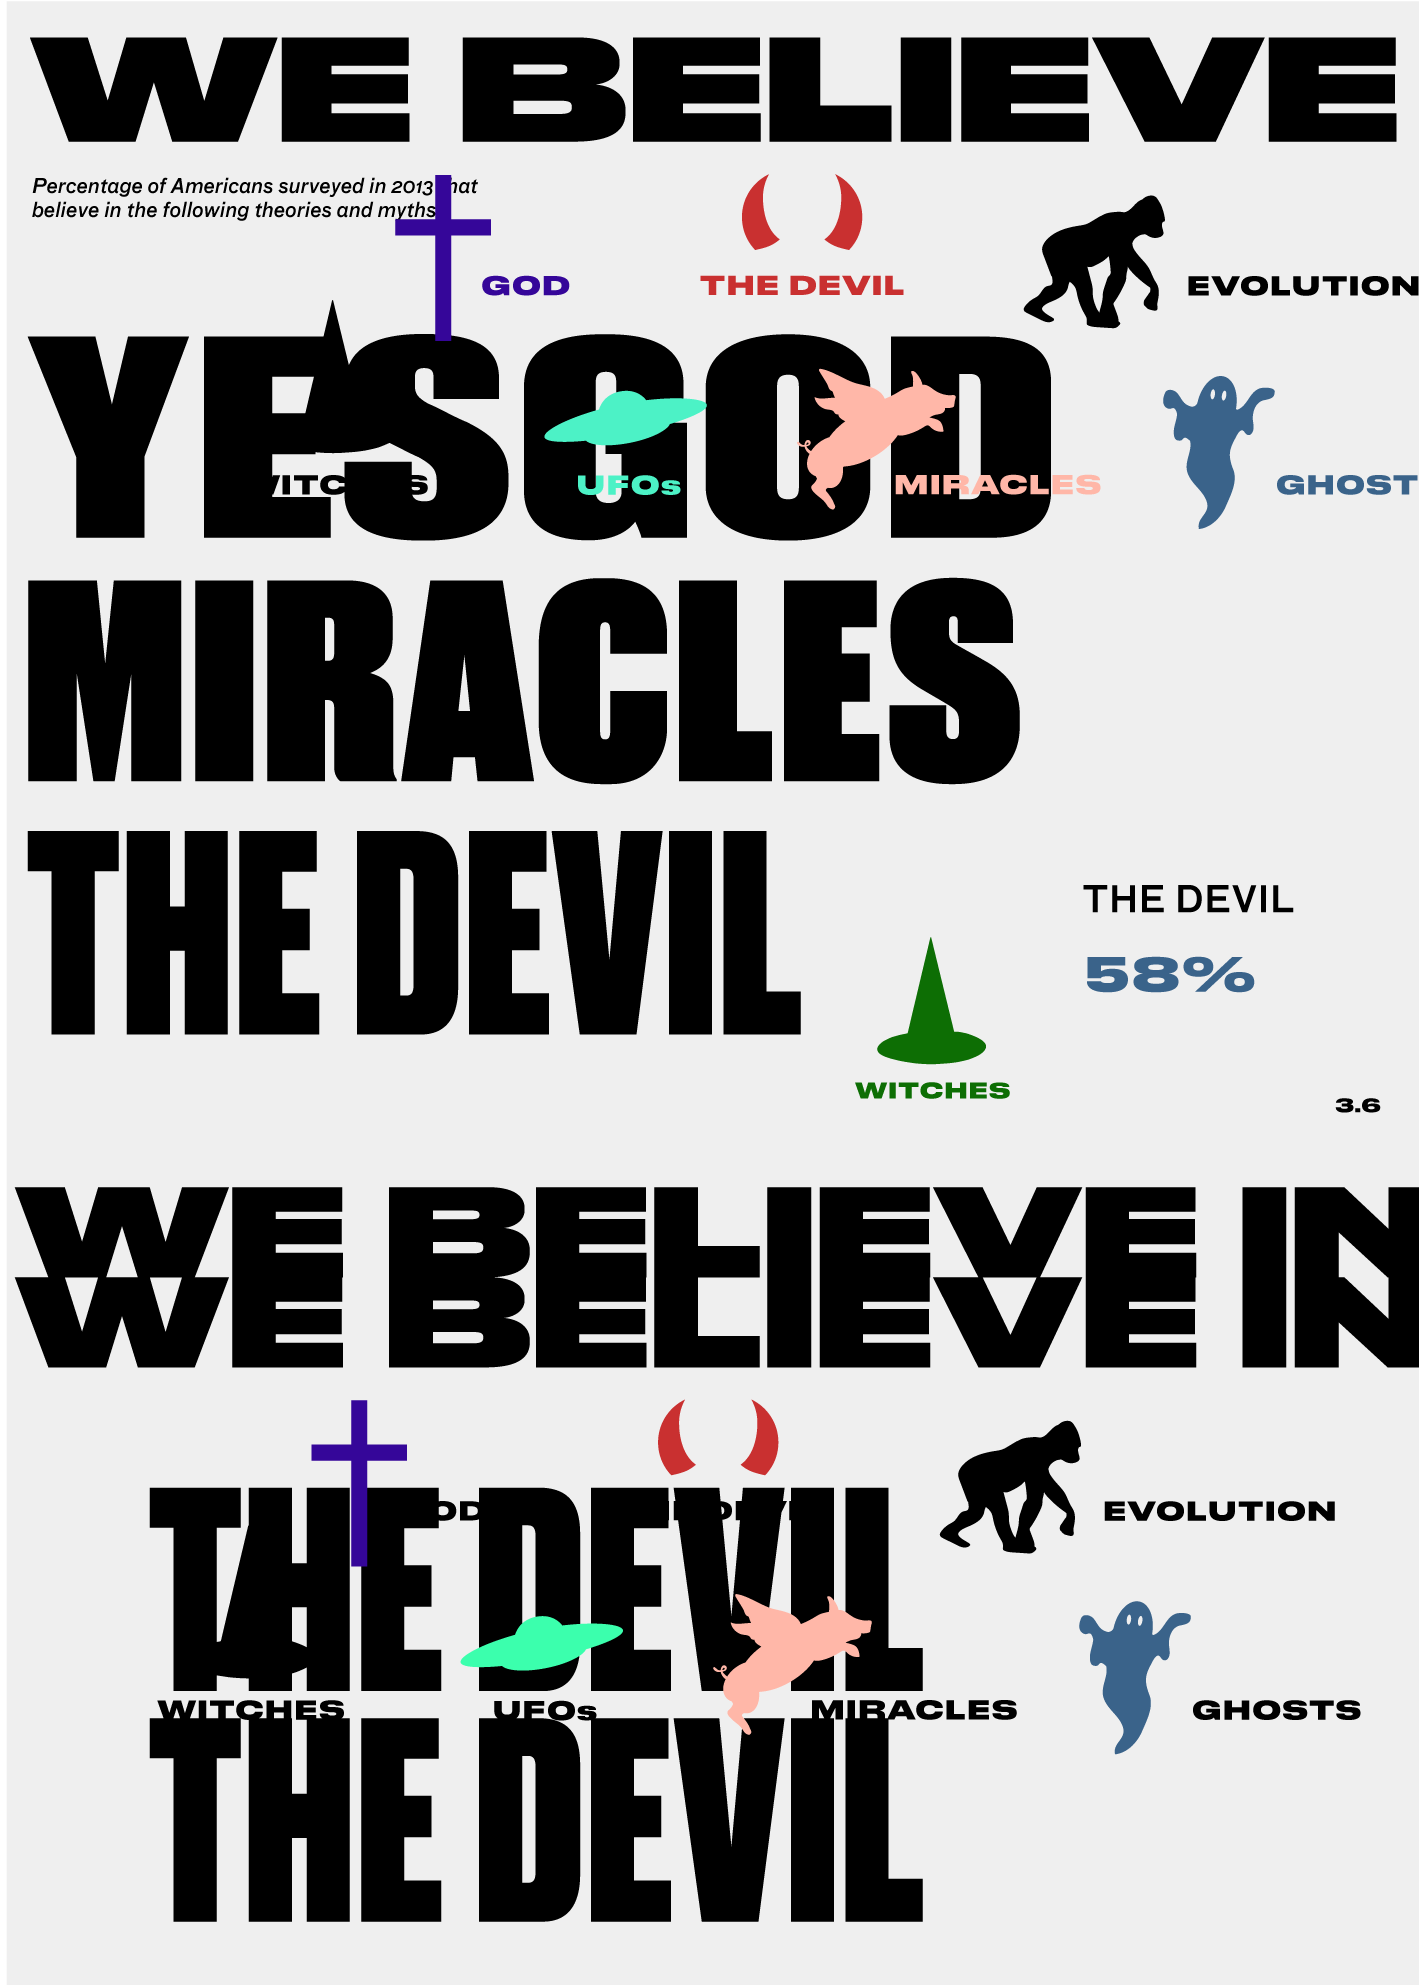 WE BELIEVE
Percentage of Americans surveyed in 2013 that
believe in the following theories and myths
GOD
THE DEVIL
EVOLUTION
YES GOD
WITCHES
UFOs
MIRACLES
GHOST
MIRACLES
THE DEVIL
THE DEVIL
58%
WITCHES
3.6
WE BELIEVE IN
WE BELIEVE IN
EVOLUTION
THE DEVIL
WITCHES
UFOs
MIRACLES
GHOSTS
THE DEVIL